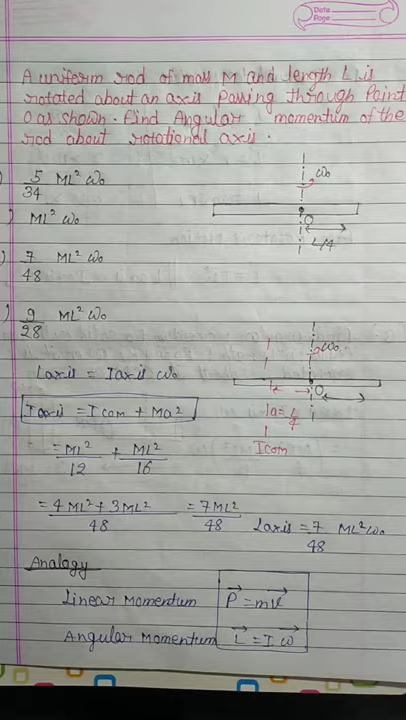 Date
Page
A uniform rod of mass M and length L is
rotated about an axis Passing through Point
O as shown. Find Angular momentum of the
rod about rotational axis.
) 5/34 ML² ω₀
) ML² ω₀
) 7/48 ML² ω₀
) 9/28 ML² ω₀
ω₀
O
L/4
Laxis = Iaxis ω₀
ω₀
O
a = L/4
Icom
Iaxis = Icom + Ma²
= ML²/12 + ML²/16
= 4ML² + 3ML²/48 = 7ML²/48 Laxis = 7/48 ML²ω₀
Analogy
Linear Momentum P⃗ = mv⃗
Angular Momentum L⃗ = I ω⃗